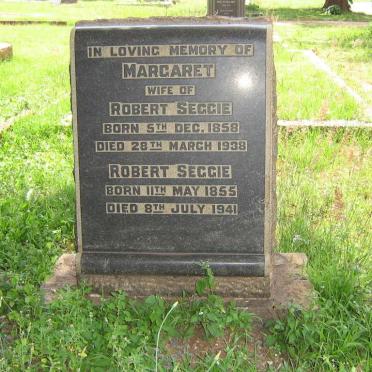 IN LOVING MEMORY OF
MARGARET
WIFE OF
ROBERT SEGGIE
BORN 5TH DEC. 1858
DIED 28TH MARCH 1938
ROBERT SEGGIE
BORN 11TH MAY 1855
DIED 8TH JULY 1941